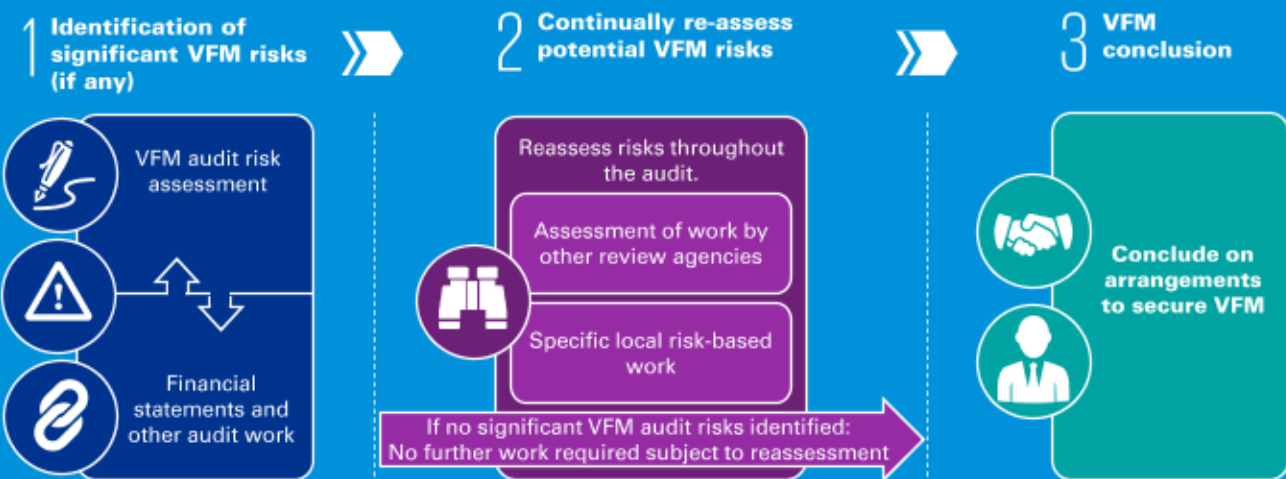 1 Identification of
significant VFM risks
(if any)
2 Continually re-assess
potential VFM risks
3 VFM
conclusion
VFM audit risk
assessment
Financial
statements and
other audit work
Reassess risks throughout
the audit.
Assessment of work by
other review agencies
Specific local risk-based
work
If no significant VFM audit risks identified:
No further work required subject to reassessment
Conclude on
arrangements
to secure VFM